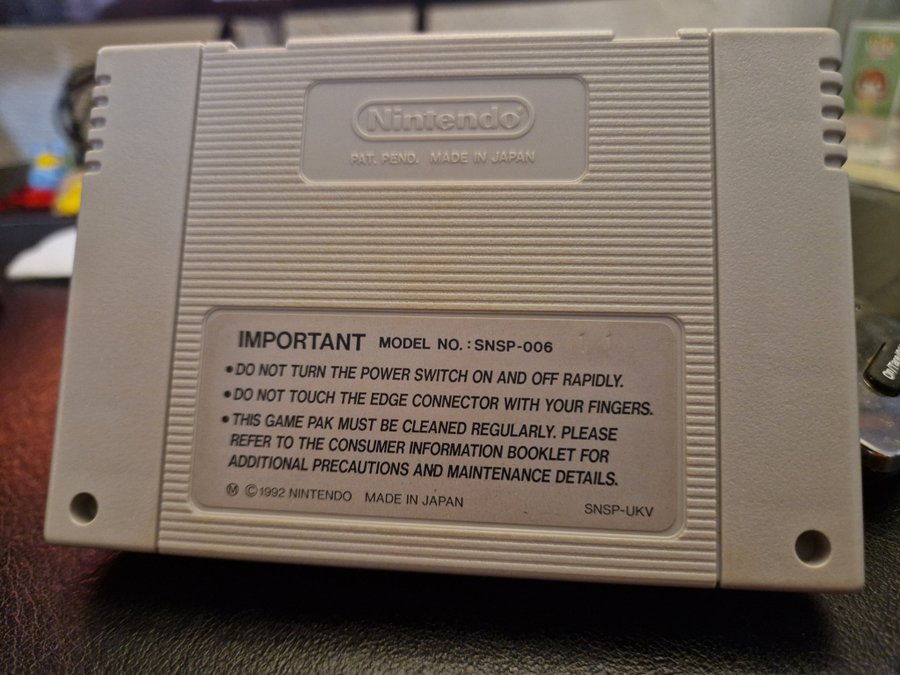 Nintendo®
PAT. PEND. MADE IN JAPAN
IMPORTANT MODEL NO. : SNSP-006
•DO NOT TURN THE POWER SWITCH ON AND OFF RAPIDLY.
•DO NOT TOUCH THE EDGE CONNECTOR WITH YOUR FINGERS.
•THIS GAME PAK MUST BE CLEANED REGULARLY. PLEASE
REFER TO THE CONSUMER INFORMATION BOOKLET FOR
ADDITIONAL PRECAUTIONS AND MAINTENANCE DETAILS.
Ⓜ ©1992 NINTENDO MADE IN JAPAN
SNSP-UKV